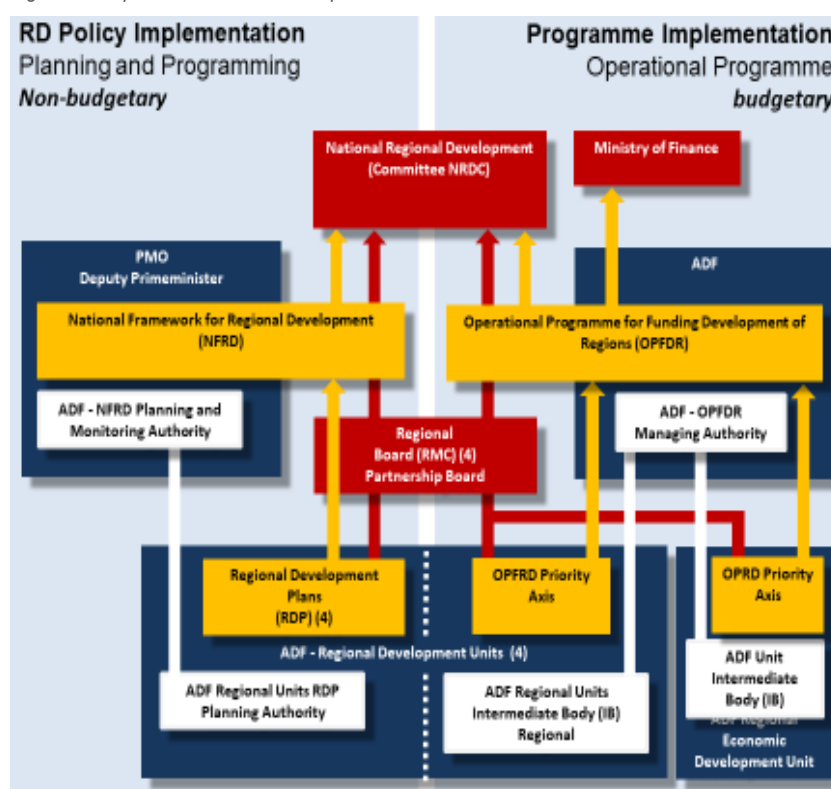 RD Policy Implementation
Planning and Programming
Non-budgetary
Programme Implementation
Operational Programme
budgetary
National Regional Development
(Committee NRDC)
Ministry of Finance
PMO
Deputy Primeminister
ADF
National Framework for Regional Development
(NFRD)
Operational Programme for Funding Development of
Regions (OPFDR)
ADF - NFRD Planning and
Monitoring Authority
Regional
Board (RMC) (4)
Partnership Board
ADF - OPFDR
Managing Authority
Regional Development
Plans
(RDP) (4)
OPFRD Priority
Axis
OPRD Priority
Axis
ADF - Regional Development Units (4)
ADF Regional Units RDP
Planning Authority
ADF Regional Units
Intermediate Body (IB)
Regional
ADF Unit
Intermediate
Body (IB)
ADF Regional
Economic
Development Unit